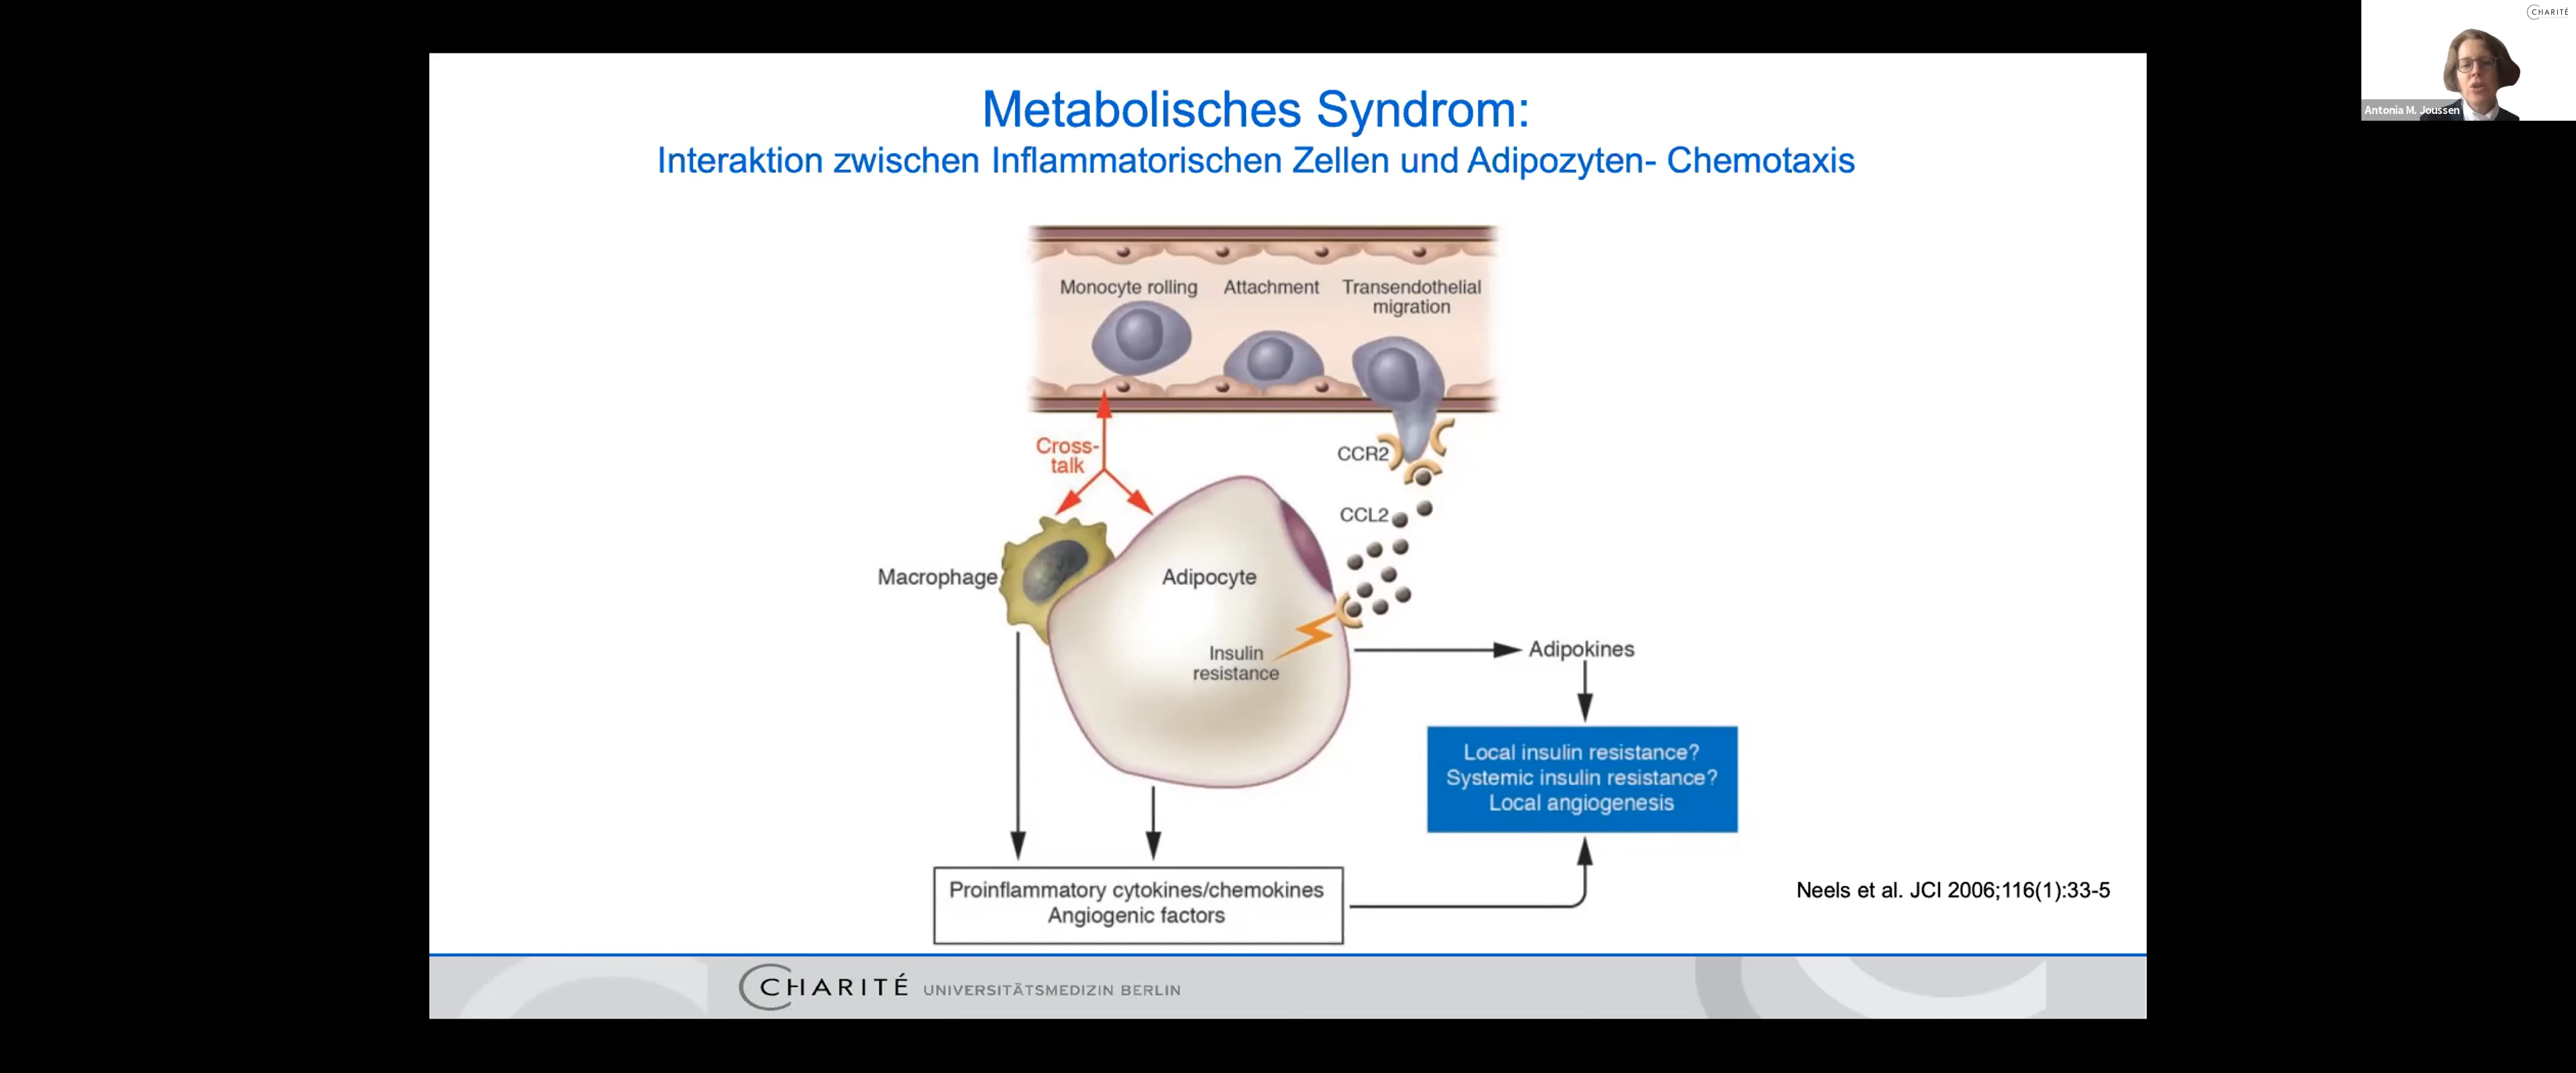 CHARITÉ
Antonia M. Joussen
Metabolisches Syndrom:
Interaktion zwischen Inflammatorischen Zellen und Adipozyten- Chemotaxis
Monocyte rolling
Attachment
Transendothelial
migration
Cross-
talk
CCR2
CCL2
Macrophage
Adipocyte
Insulin
resistance
Adipokines
Local insulin resistance?
Systemic insulin resistance?
Local angiogenesis
Proinflammatory cytokines/chemokines
Angiogenic factors
Neels et al. JCI 2006;116(1):33-5
CHARITÉ UNIVERSITÄTSMEDIZIN BERLIN